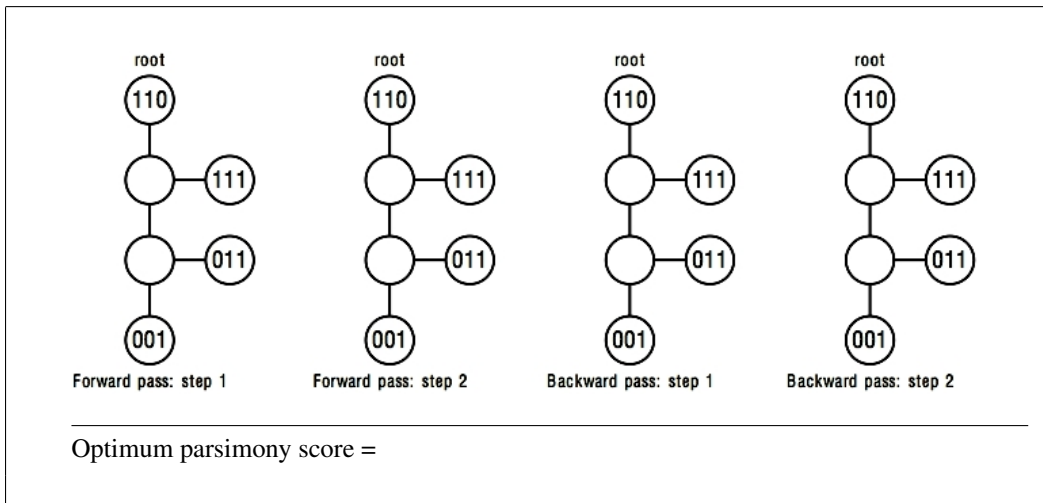 root root root root
110 110 110 110
111 111 111 111
011 011 011 011
001 001 001 001
Forward pass: step 1 Forward pass: step 2 Backward pass: step 1 Backward pass: step 2
Optimum parsimony score =